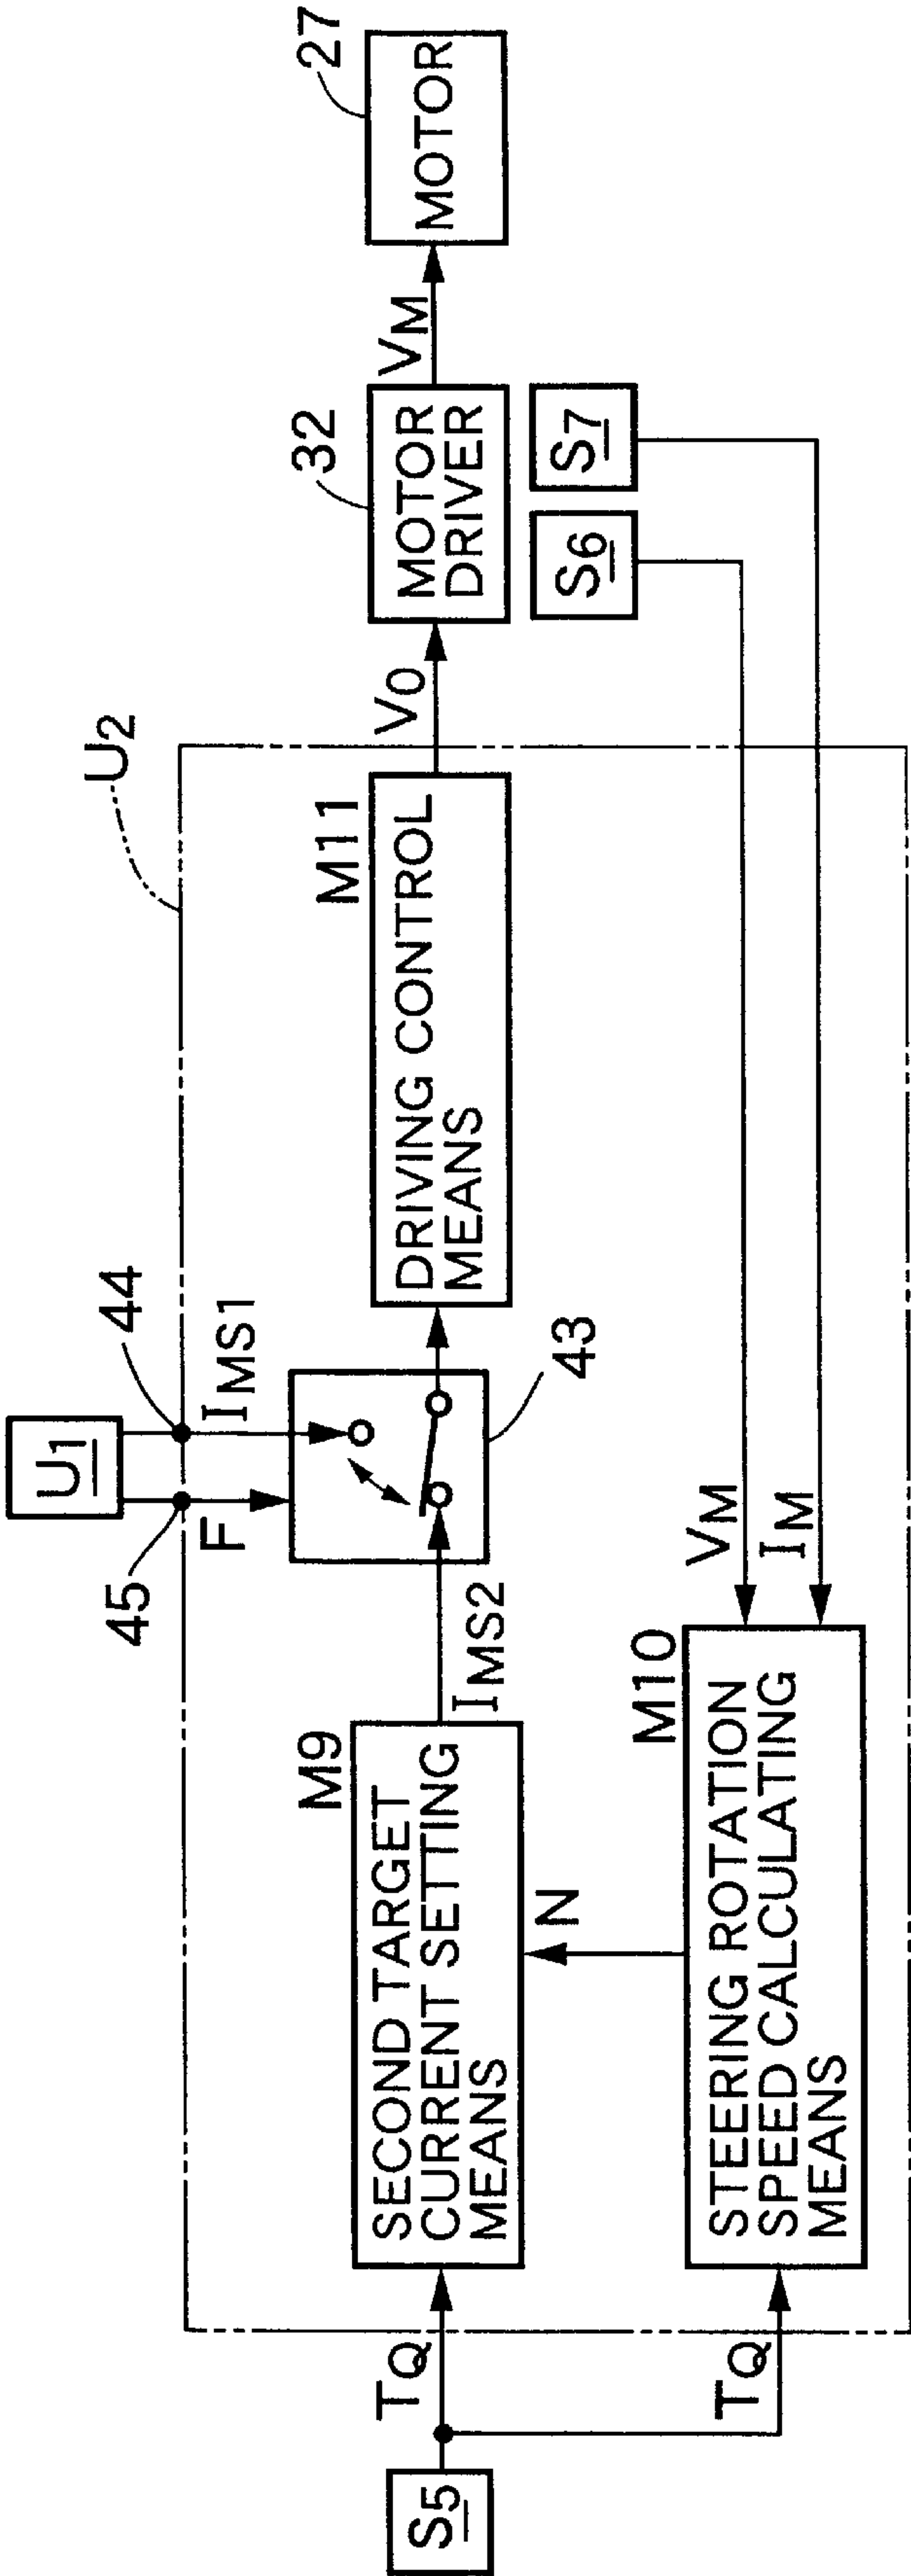 U1
45
44
F
IMS1
U2
S5
TQ
M9
SECOND TARGET
CURRENT SETTING
MEANS
IMS2
43
M11
DRIVING CONTROL
MEANS
VO
32
MOTOR
DRIVER
VM
27
MOTOR
N
TQ
M10
STEERING ROTATION
SPEED CALCULATING
MEANS
VM
IM
S6
S7